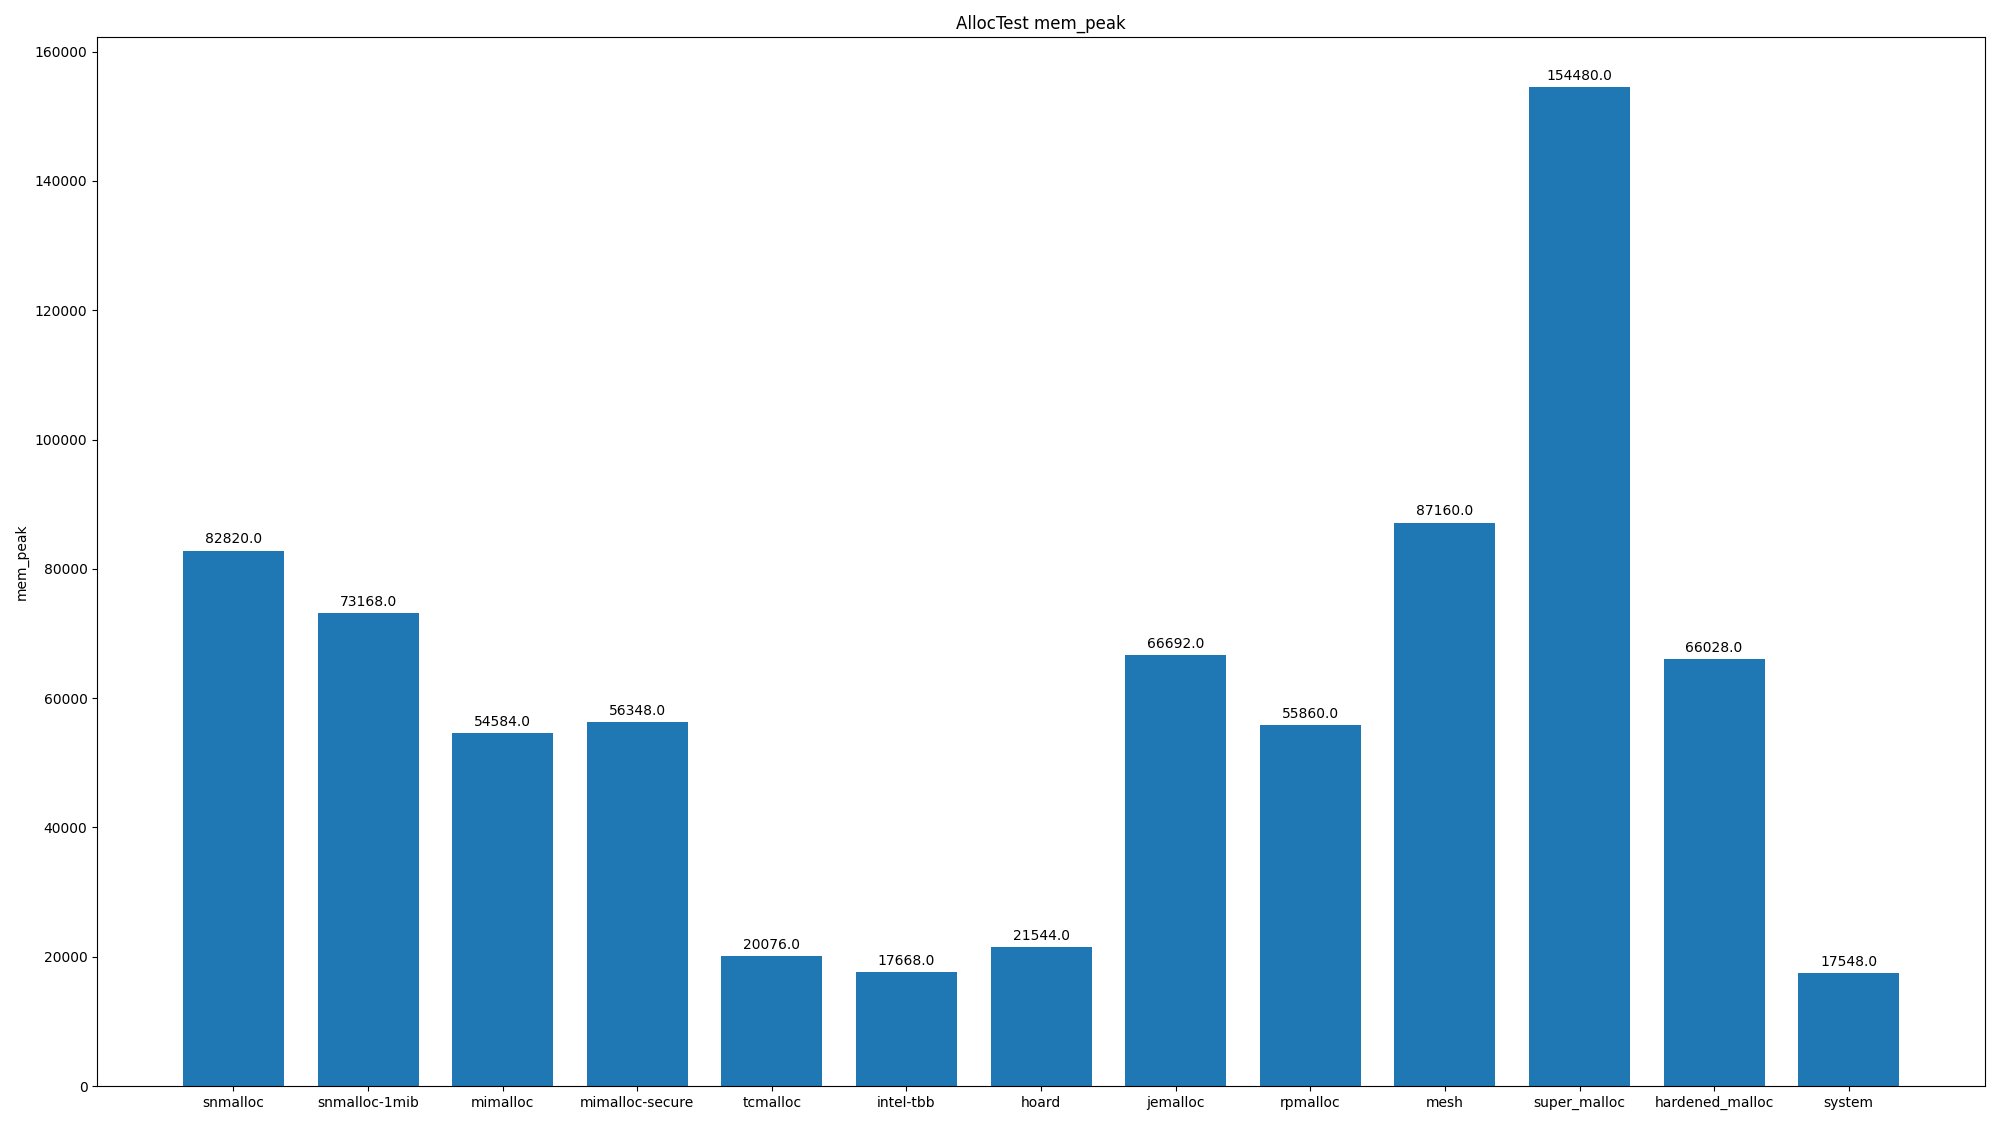 AllocTest mem_peak
160000
140000
120000
100000
80000
60000
40000
20000
0
mem_peak
82820.0
73168.0
54584.0
56348.0
20076.0
17668.0
21544.0
66692.0
55860.0
87160.0
154480.0
66028.0
17548.0
snmalloc
snmalloc-1mib
mimalloc
mimalloc-secure
tcmalloc
intel-tbb
hoard
jemalloc
rpmalloc
mesh
super_malloc
hardened_malloc
system